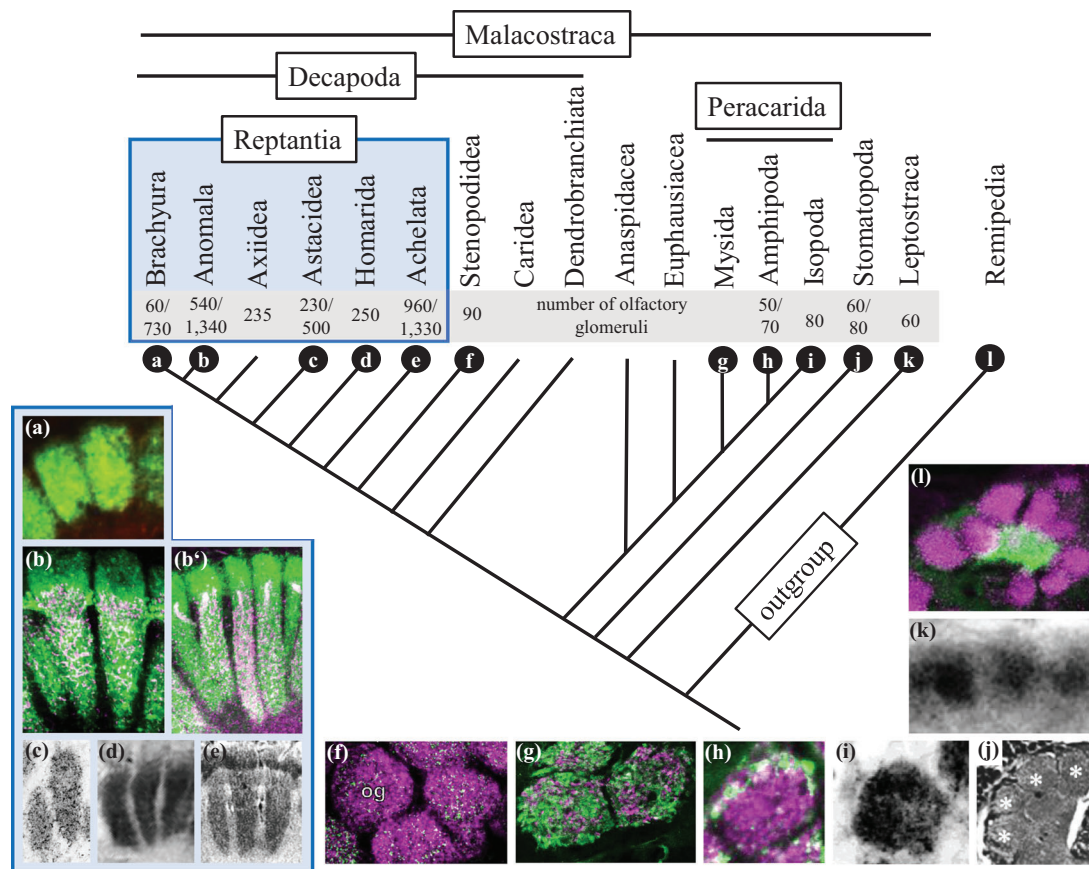 Malacostraca
Decapoda
Peracarida
Reptantia
Brachyura
Anomala
Axiidea
Astacidea
Homarida
Achelata
Stenopodidea
Caridea
Dendrobranchiata
Anaspidacea
Euphausiacea
Mysida
Amphipoda
Isopoda
Stomatopoda
Leptostraca
Remipedia
60/
730
540/
1,340
235
230/
500
250
960/
1,330
90
number of olfactory
glomeruli
50/
70
80
60/
80
60
a b c d e f g h i j k l
outgroup
(a)
(b) (b‘)
(c) (d) (e)
(l)
(k)
(f) (g) (h) (i) (j)
og
* *
*
*